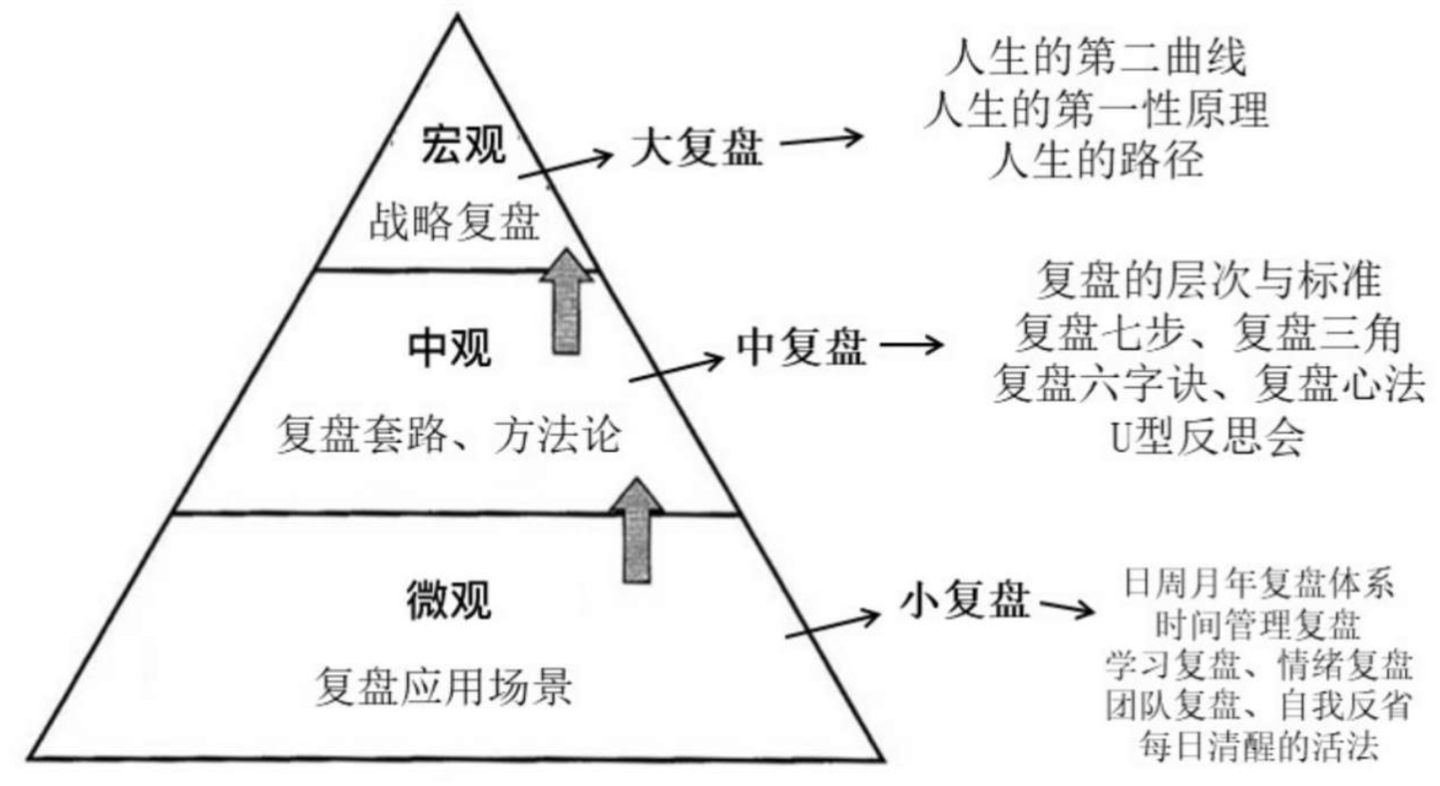 宏观
战略复盘
大复盘
人生的第二曲线
人生的第一性原理
人生的路径
中观
复盘套路、方法论
中复盘
复盘的层次与标准
复盘七步、复盘三角
复盘六字诀、复盘心法
U型反思会
微观
复盘应用场景
小复盘
日周月年复盘体系
时间管理复盘
学习复盘、情绪复盘
团队复盘、自我反省
每日清醒的活法